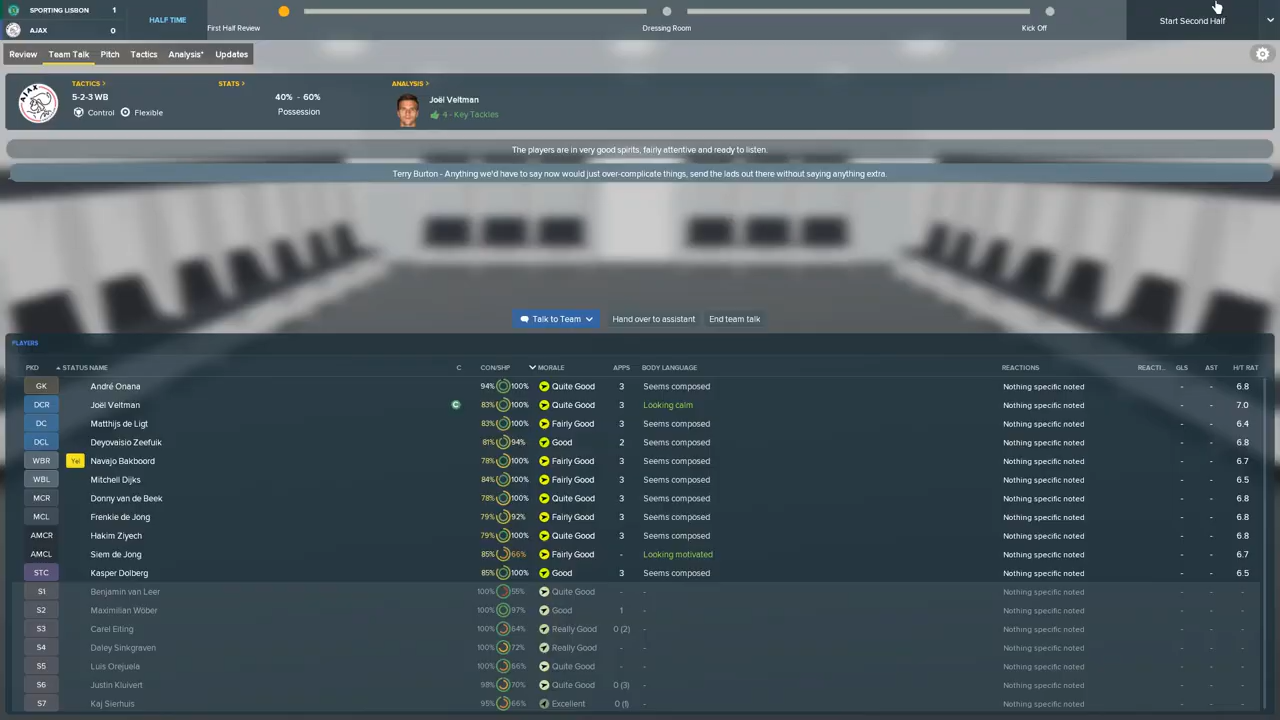 SPORTING LISBON 1
AJAX 0
HALF TIME
First Half Review
Dressing Room
Kick Off
Start Second Half
Review Team Talk Pitch Tactics Analysis* Updates
AJAX
TACTICS >
5-2-3 WB
Control Flexible
STATS >
40% - 60%
Possession
ANALYSIS >
Joël Veltman
4 - Key Tackles
The players are in very good spirits, fairly attentive and ready to listen.
Terry Burton - Anything we'd have to say now would just over-complicate things, send the lads out there without saying anything extra.
Talk to Team Hand over to assistant End team talk
PLAYERS
PKD STATUS NAME C CON/SHP MORALE APPS BODY LANGUAGE REACTIONS REACTI... GLS AST H/T RAT
GK André Onana 94% 100% Quite Good 3 Seems composed Nothing specific noted - - 6.8
DCR Joël Veltman C 83% 100% Quite Good 3 Looking calm Nothing specific noted - - 7.0
DC Matthijs de Ligt 83% 100% Fairly Good 3 Seems composed Nothing specific noted - - 6.4
DCL Deyovaisio Zeefuik 81% 94% Good 2 Seems composed Nothing specific noted - - 6.8
WBR Yel Navajo Bakboord 78% 100% Fairly Good 3 Seems composed Nothing specific noted - - 6.7
WBL Mitchell Dijks 84% 100% Fairly Good 3 Seems composed Nothing specific noted - - 6.5
MCR Donny van de Beek 78% 100% Quite Good 3 Seems composed Nothing specific noted - - 6.8
MCL Frenkie de Jong 79% 92% Fairly Good 3 Seems composed Nothing specific noted - - 6.8
AMCR Hakim Ziyech 79% 100% Quite Good 3 Seems composed Nothing specific noted - - 6.8
AMCL Siem de Jong 85% 66% Fairly Good - Looking motivated Nothing specific noted - - 6.7
STC Kasper Dolberg 85% 100% Good 3 Seems composed Nothing specific noted - - 6.5
S1 Benjamin van Leer 100% 55% Quite Good - - Nothing specific noted - - -
S2 Maximilian Wöber 100% 97% Good 1 - Nothing specific noted - - -
S3 Carel Eiting 100% 64% Really Good 0 (2) - Nothing specific noted - - -
S4 Daley Sinkgraven 100% 72% Really Good - - Nothing specific noted - - -
S5 Luis Orejuela 100% 66% Quite Good - - Nothing specific noted - - -
S6 Justin Kluivert 98% 70% Quite Good 0 (3) - Nothing specific noted - - -
S7 Kaj Sierhuis 95% 66% Excellent 0 (1) - Nothing specific noted - - -